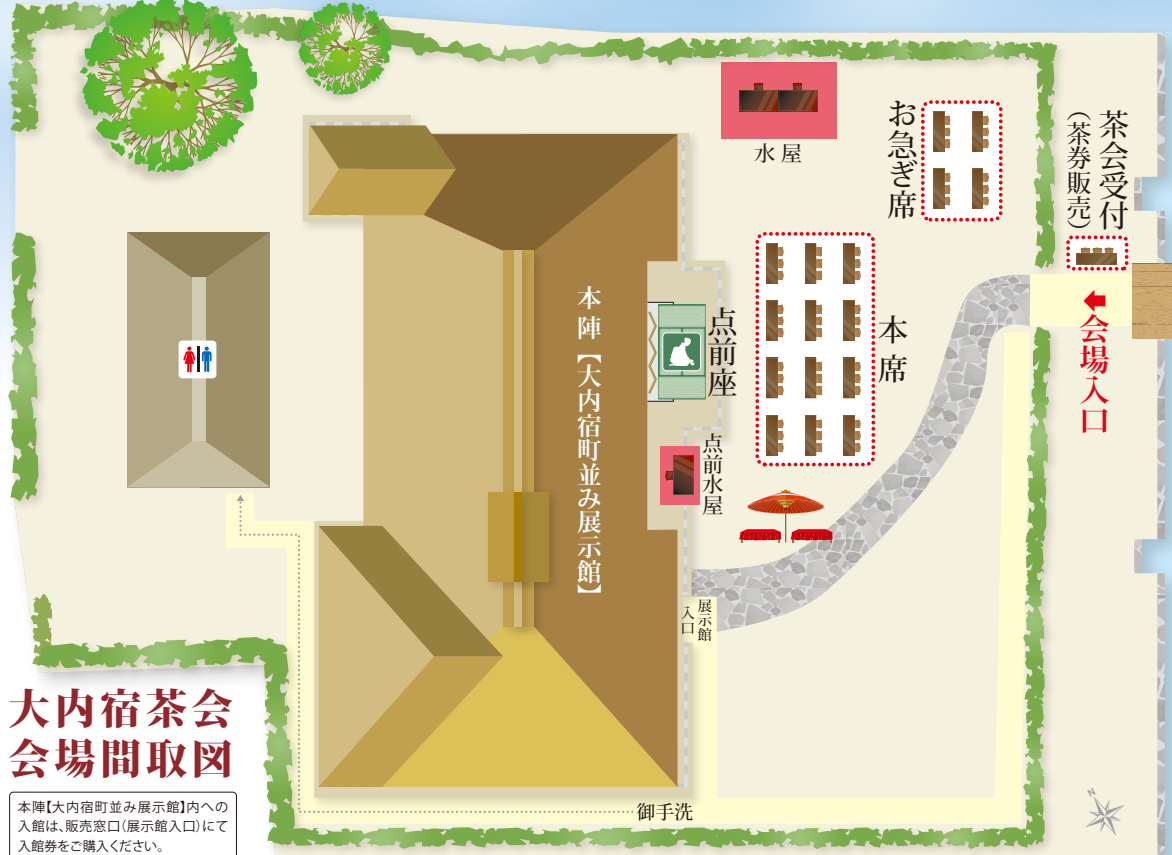 茶会受付
(茶券販売)
会場入口
お急ぎ席
水屋
本席
点前座
点前水屋
本陣【大内宿町並み展示館】
展示館
入口
御手洗
大内宿茶会
会場間取図
本陣【大内宿町並み展示館】内への
入館は、販売窓口(展示館入口)にて
入館券をご購入ください。
N